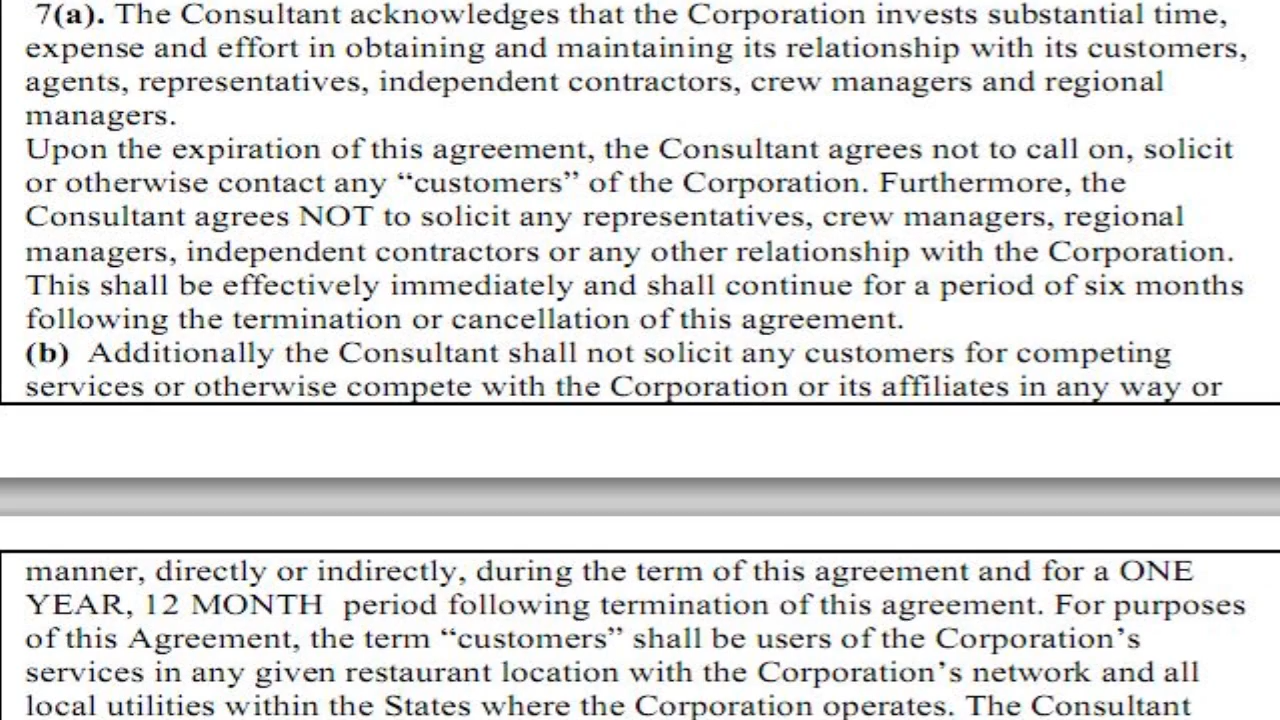 7(a). The Consultant acknowledges that the Corporation invests substantial time,
expense and effort in obtaining and maintaining its relationship with its customers,
agents, representatives, independent contractors, crew managers and regional
managers.
Upon the expiration of this agreement, the Consultant agrees not to call on, solicit
or otherwise contact any “customers” of the Corporation. Furthermore, the
Consultant agrees NOT to solicit any representatives, crew managers, regional
managers, independent contractors or any other relationship with the Corporation.
This shall be effectively immediately and shall continue for a period of six months
following the termination or cancellation of this agreement.
(b)  Additionally the Consultant shall not solicit any customers for competing
services or otherwise compete with the Corporation or its affiliates in any way or
manner, directly or indirectly, during the term of this agreement and for a ONE
YEAR, 12 MONTH  period following termination of this agreement. For purposes
of this Agreement, the term “customers” shall be users of the Corporation’s
services in any given restaurant location with the Corporation’s network and all
local utilities within the States where the Corporation operates. The Consultant